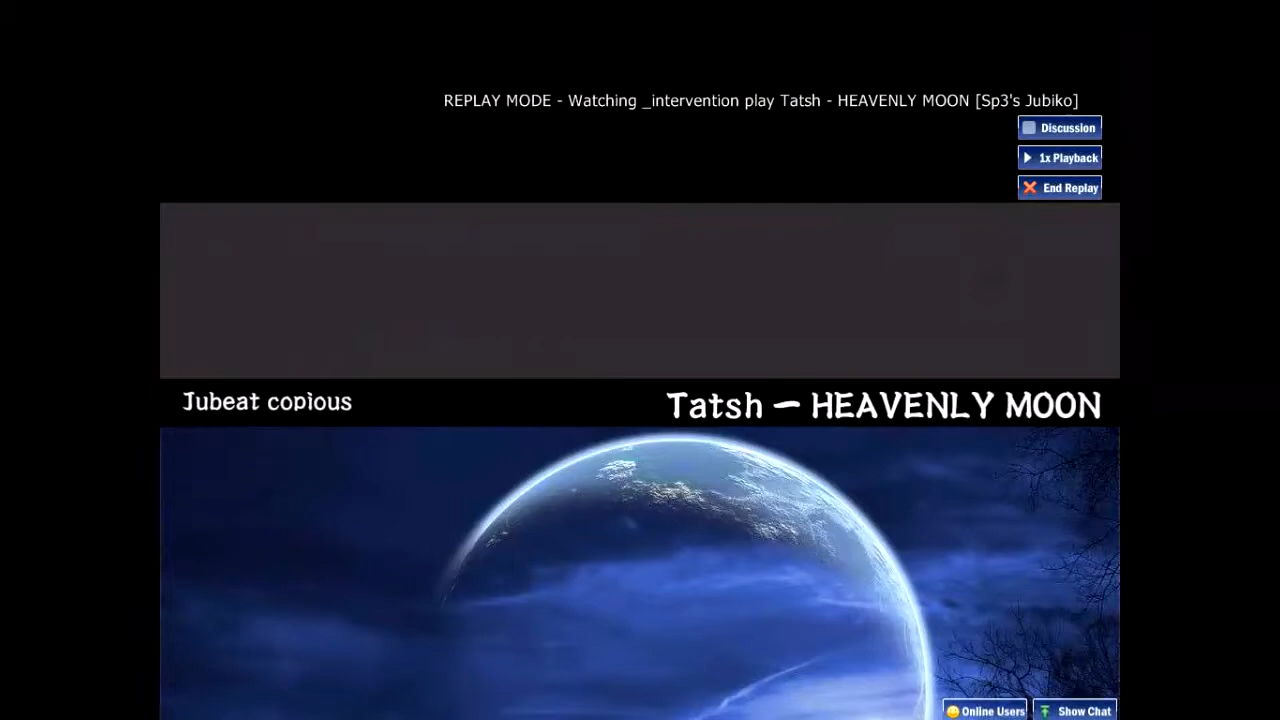 REPLAY MODE - Watching _intervention play Tatsh - HEAVENLY MOON [Sp3's Jubiko]
Discussion
1x Playback
End Replay
Jubeat copious
Tatsh - HEAVENLY MOON
Online Users
Show Chat